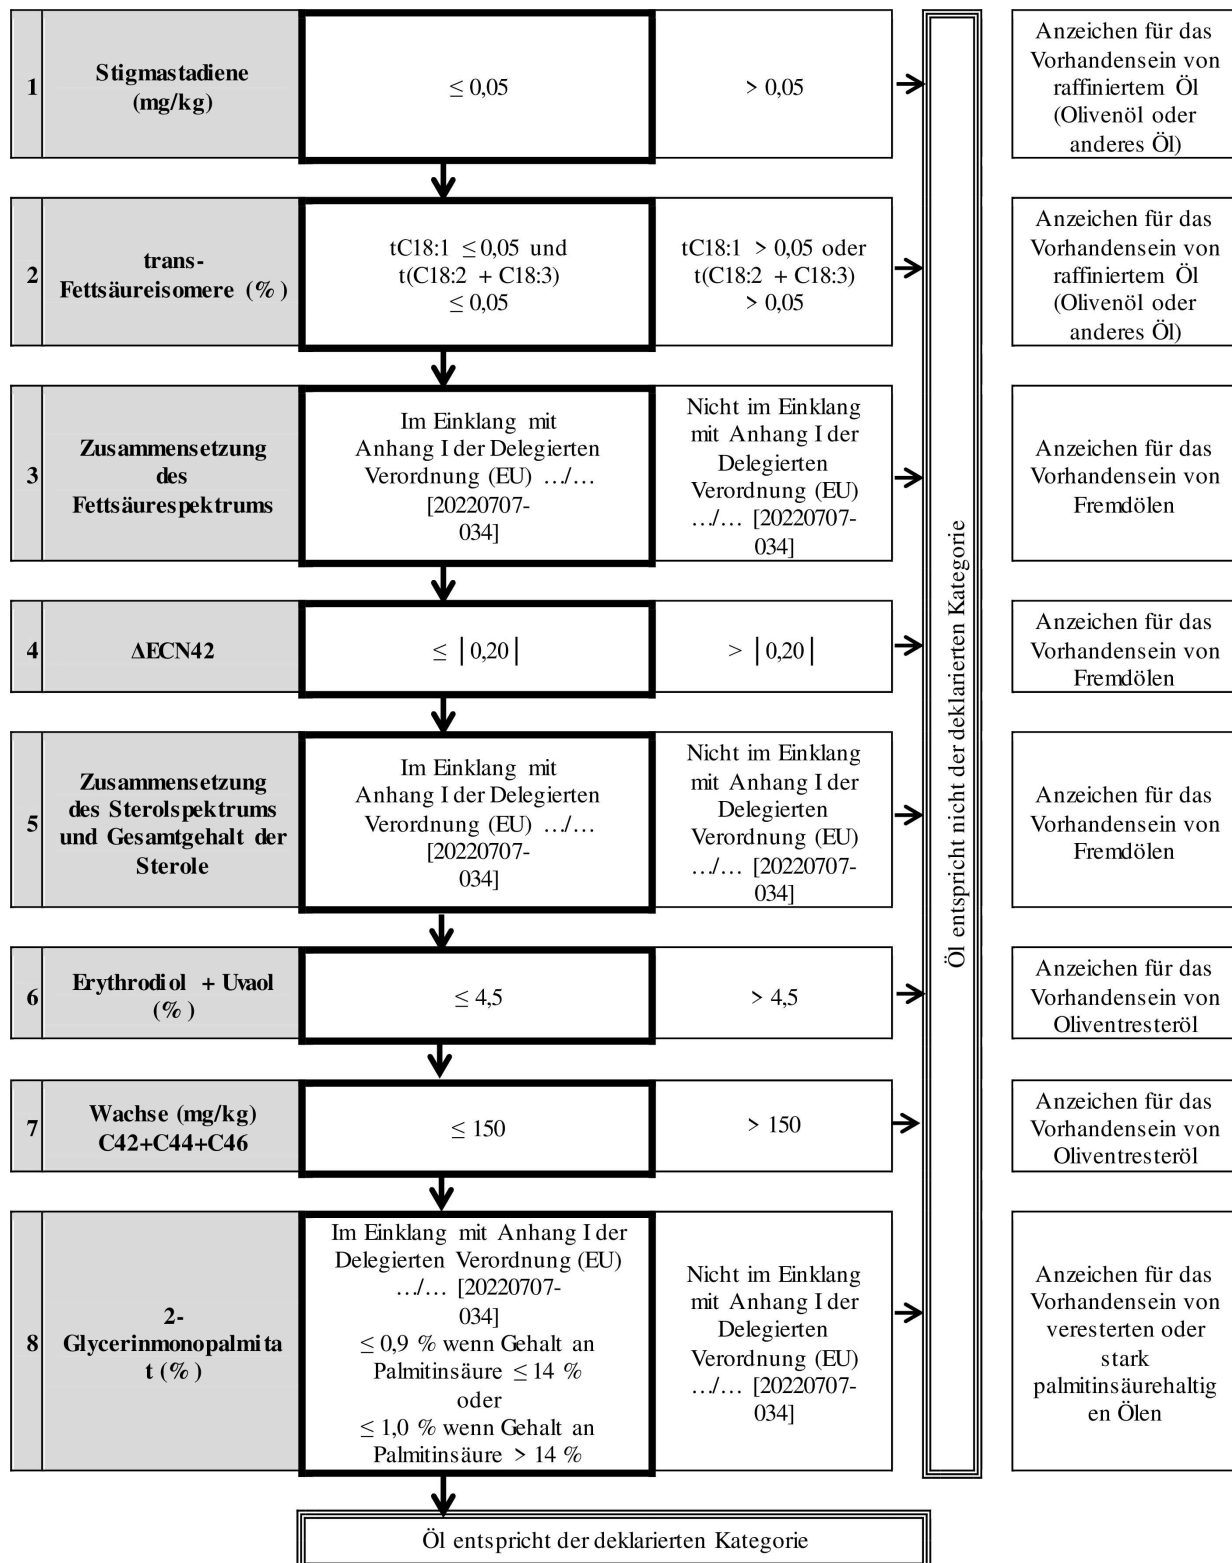 1
Stigmastadiene
(mg/kg)
≤ 0,05
> 0,05
Anzeichen für das
Vorhandensein von
raffiniertem Öl
(Olivenöl oder
anderes Öl)
2
trans-
Fettsäureisomere (%)
tC18:1 ≤ 0,05 und
t(C18:2 + C18:3)
≤ 0,05
tC18:1 > 0,05 oder
t(C18:2 + C18:3)
> 0,05
Anzeichen für das
Vorhandensein von
raffiniertem Öl
(Olivenöl oder
anderes Öl)
3
Zusammensetzung
des
Fettsäurespektrums
Im Einklang mit
Anhang I der Delegierten
Verordnung (EU) …/…
[20220707-
034]
Nicht im Einklang
mit Anhang I der
Delegierten
Verordnung (EU)
…/… [20220707-
034]
Anzeichen für das
Vorhandensein von
Fremdölen
4
ΔECN42
≤ |0,20|
> |0,20|
Anzeichen für das
Vorhandensein von
Fremdölen
5
Zusammensetzung
des Sterolspektrums
und Gesamtgehalt der
Sterole
Im Einklang mit
Anhang I der Delegierten
Verordnung (EU) …/…
[20220707-
034]
Nicht im Einklang
mit Anhang I der
Delegierten
Verordnung (EU)
…/… [20220707-
034]
Anzeichen für das
Vorhandensein von
Fremdölen
6
Erythrodiol + Uvaol
(%)
≤ 4,5
> 4,5
Anzeichen für das
Vorhandensein von
Oliventresteröl
7
Wachse (mg/kg)
C42+C44+C46
≤ 150
> 150
Anzeichen für das
Vorhandensein von
Oliventresteröl
8
2-
Glycerinmonopalmita
t (%)
Im Einklang mit Anhang I der
Delegierten Verordnung (EU)
…/… [20220707-
034]
≤ 0,9 % wenn Gehalt an
Palmitinsäure ≤ 14 %
oder
≤ 1,0 % wenn Gehalt an
Palmitinsäure > 14 %
Nicht im Einklang
mit Anhang I der
Delegierten
Verordnung (EU)
…/… [20220707-
034]
Anzeichen für das
Vorhandensein von
veresterten oder
stark
palmitinsäurehaltig
en Ölen
Öl entspricht nicht der deklarierten Kategorie
Öl entspricht der deklarierten Kategorie